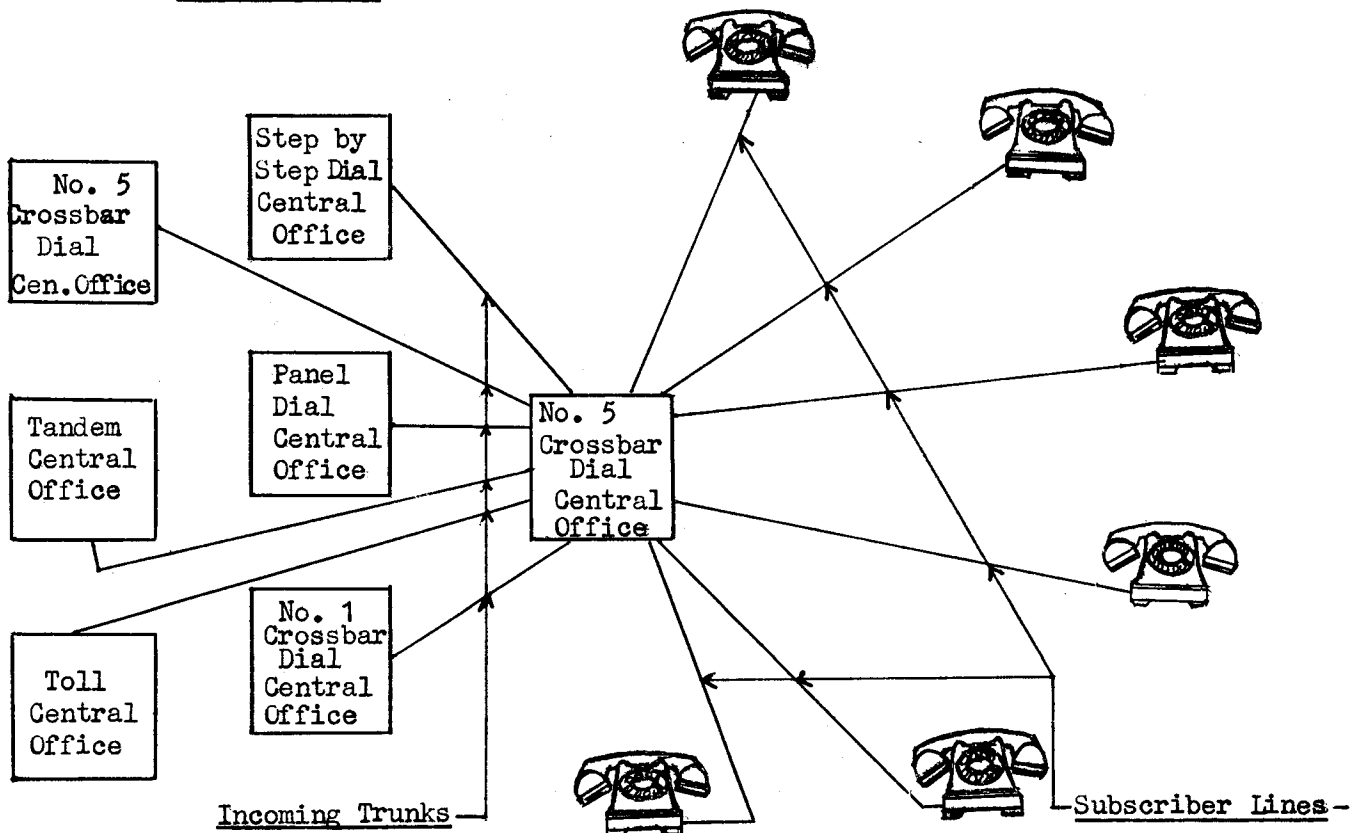 No. 5
Crossbar
Dial
Cen.Office
Step by
Step Dial
Central
Office
Tandem
Central
Office
Panel
Dial
Central
Office
No. 5
Crossbar
Dial
Central
Office
Toll
Central
Office
No. 1
Crossbar
Dial
Central
Office
Incoming Trunks
Subscriber Lines